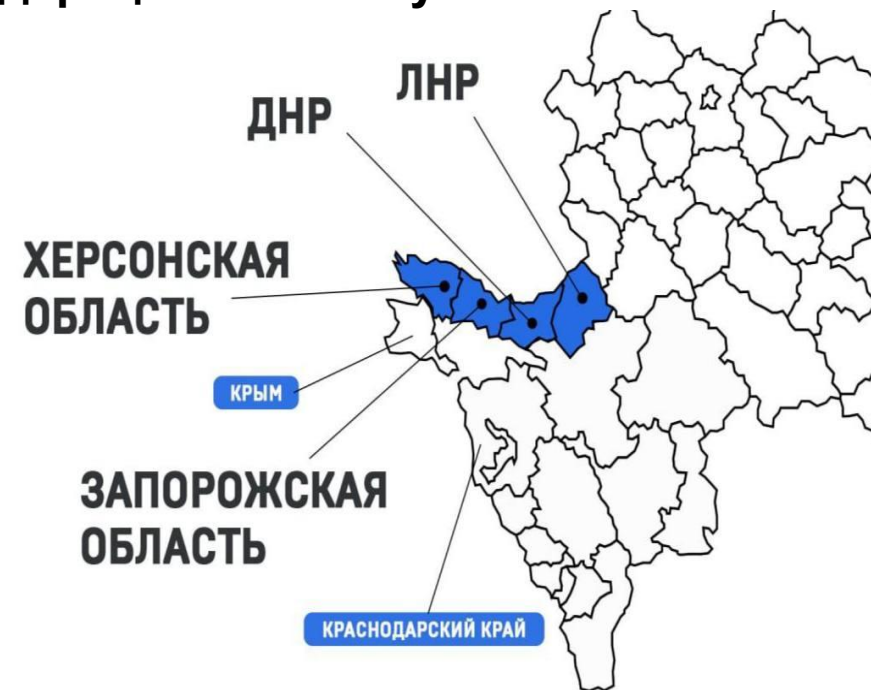 ЛНР
ДНР
ХЕРСОНСКАЯ
ОБЛАСТЬ
КРЫМ
ЗАПОРОЖСКАЯ
ОБЛАСТЬ
КРАСНОДАРСКИЙ КРАЙ